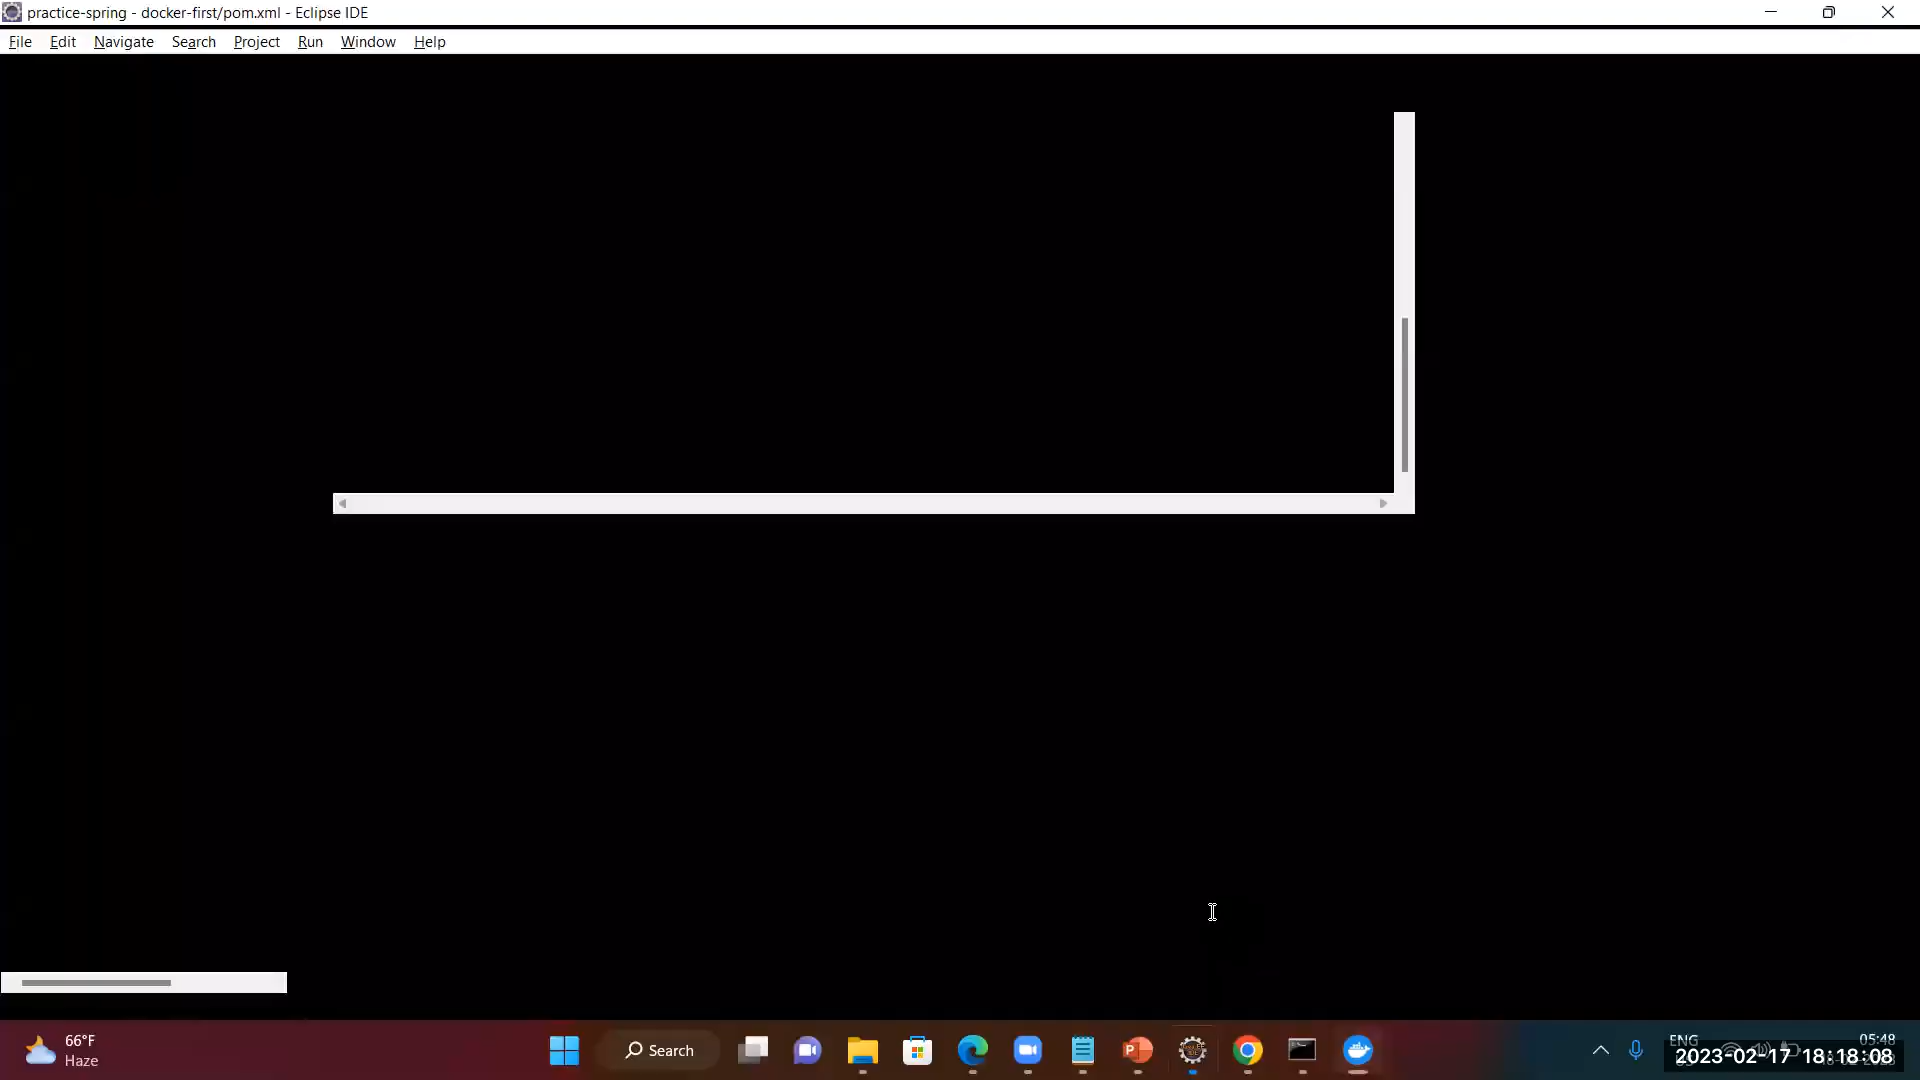 practice-spring - docker-first/pom.xml - Eclipse IDE
File Edit Navigate Search Project Run Window Help
66°F
Haze
Search
ENG
05:48
2023-02-17 18:18:08